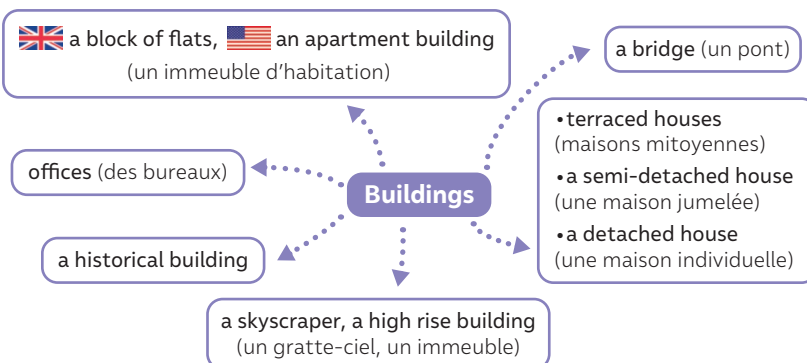 a block of flats, an apartment building
(un immeuble d'habitation)
a bridge (un pont)
• terraced houses
(maisons mitoyennes)
• a semi-detached house
(une maison jumelée)
• a detached house
(une maison individuelle)
offices (des bureaux)
Buildings
a historical building
a skyscraper, a high rise building
(un gratte-ciel, un immeuble)